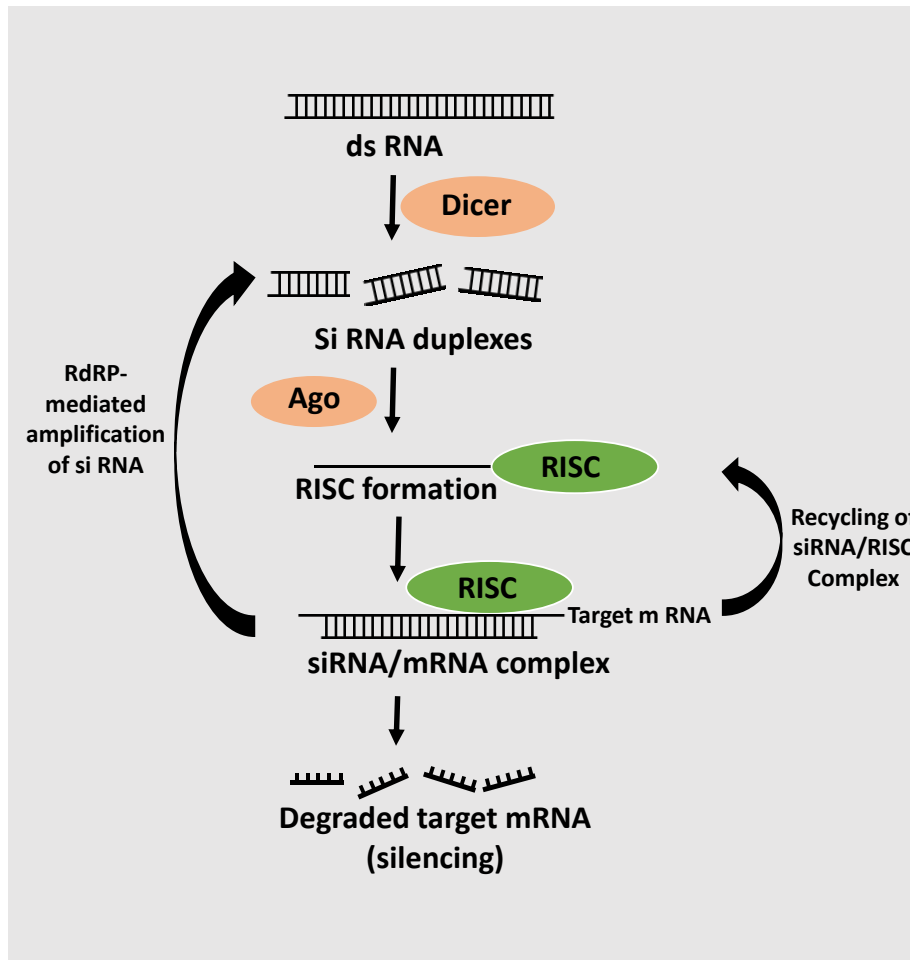 ds RNA
Dicer
Si RNA duplexes
RdRP-
mediated
amplification
of si RNA
Ago
RISC
RISC formation
Recycling of
siRNA/RISC
Complex
RISC
Target m RNA
siRNA/mRNA complex
Degraded target mRNA
(silencing)